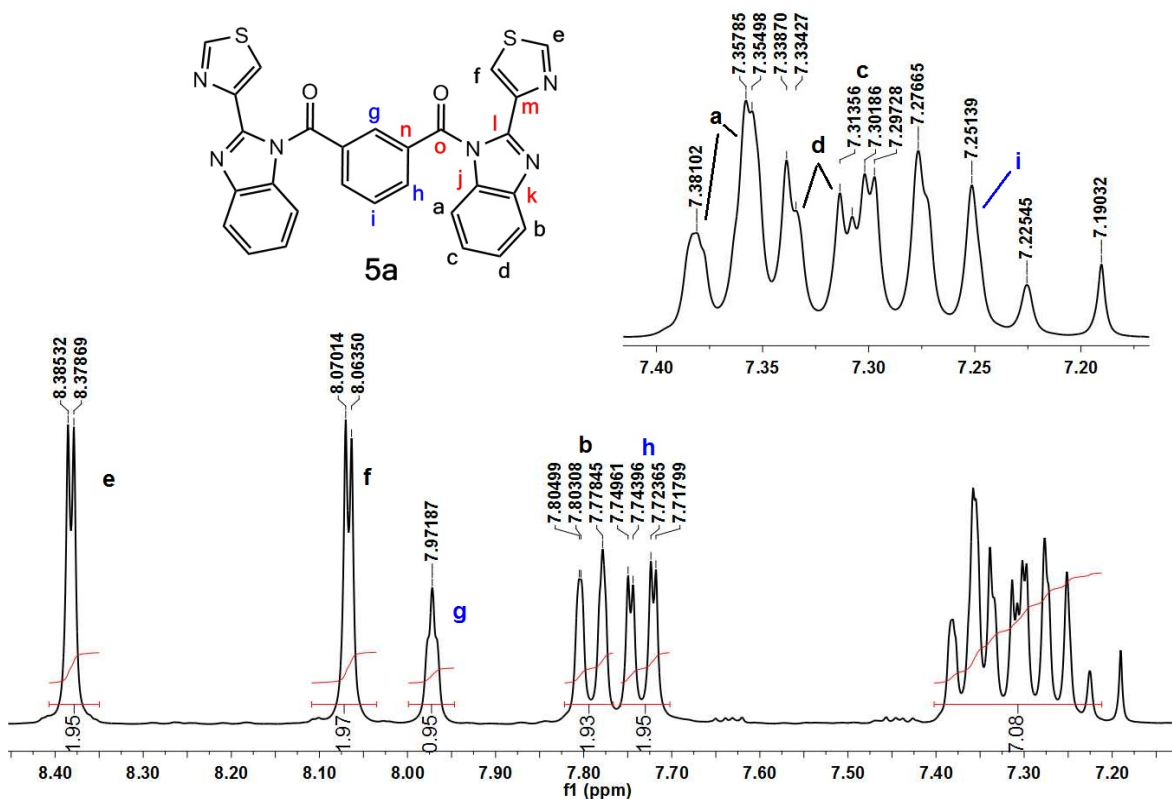 S e
N f
S e
f N
m
O g n O l
N N o N N
j k
h
i a b
c d
5a
7.38102
7.35785
7.35498
7.33870
7.33427
7.31356
7.30186
7.29728
7.27665
7.25139
7.22545
7.19032
a d c i
7.40 7.35 7.30 7.25 7.20
8.38532
8.37869
8.07014
8.06350
7.97187
7.80499
7.80308
7.77845
7.74961
7.74396
7.72365
7.71799
e f g b h
1.95 1.97 0.95 1.93 1.95 7.08
8.40 8.30 8.20 8.10 8.00 7.90 7.80 7.70 7.60 7.50 7.40 7.30 7.20
f1 (ppm)